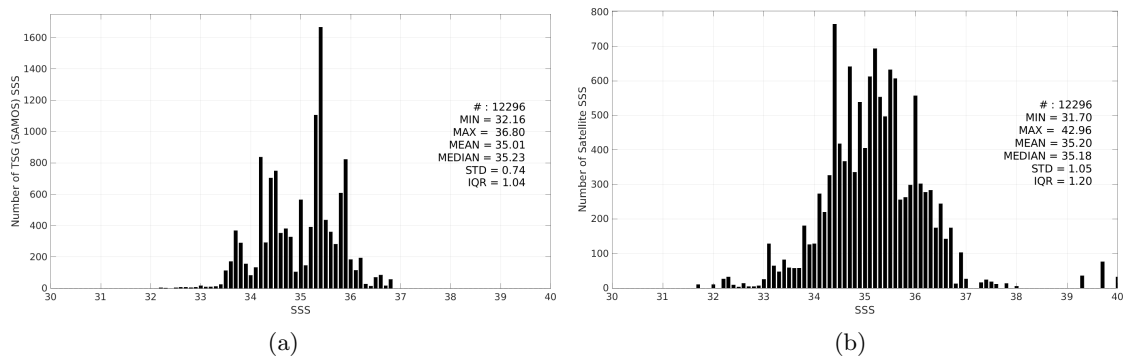 1600
1400
1200
1000
800
600
400
200
0
Number of TSG (SAMOS) SSS
# : 12296
MIN = 32.16
MAX = 36.80
MEAN = 35.01
MEDIAN = 35.23
STD = 0.74
IQR = 1.04
30 31 32 33 34 35 36 37 38 39 40
SSS
(a)
800
700
600
500
400
300
200
100
0
Number of Satellite SSS
# : 12296
MIN = 31.70
MAX = 42.96
MEAN = 35.20
MEDIAN = 35.18
STD = 1.05
IQR = 1.20
30 31 32 33 34 35 36 37 38 39 40
SSS
(b)